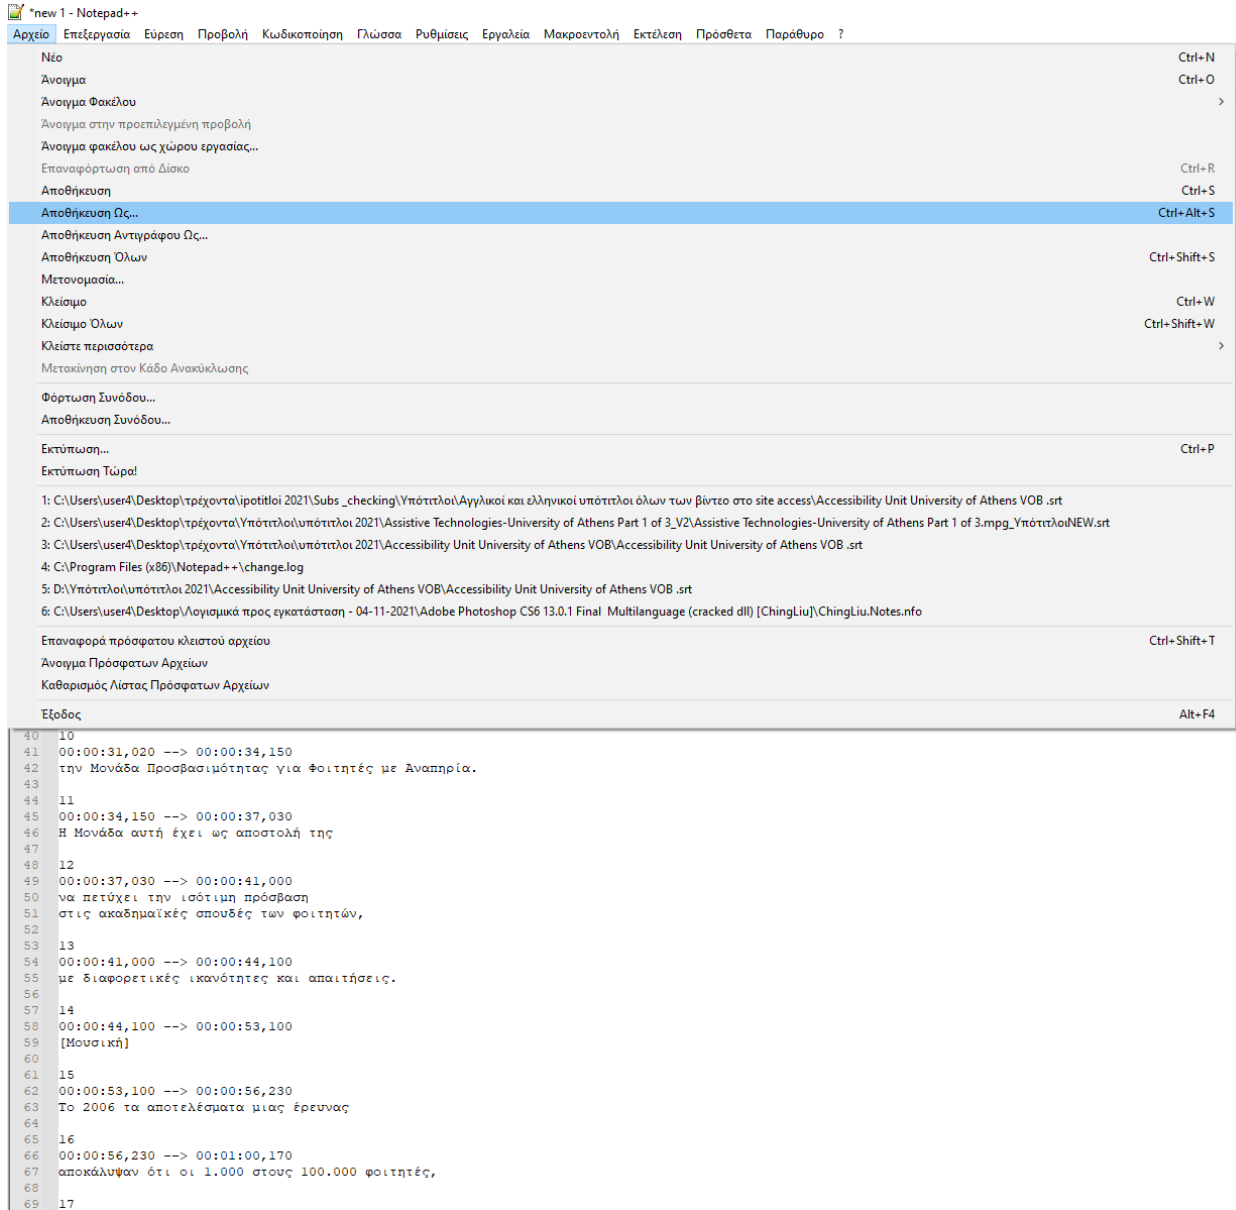 *new 1 - Notepad++
Αρχείο Επεξεργασία Εύρεση Προβολή Κωδικοποίηση Γλώσσα Ρυθμίσεις Εργαλεία Μακροεντολή Εκτέλεση Πρόσθετα Παράθυρο ?
Νέο Ctrl+N
Άνοιγμα Ctrl+O
Άνοιγμα Φακέλου >
Άνοιγμα στην προεπιλεγμένη προβολή
Άνοιγμα φακέλου ως χώρου εργασίας...
Επαναφόρτωση από Δίσκο Ctrl+R
Αποθήκευση Ctrl+S
Αποθήκευση Ως... Ctrl+Alt+S
Αποθήκευση Αντιγράφου Ως...
Αποθήκευση Όλων Ctrl+Shift+S
Μετονομασία...
Κλείσιμο Ctrl+W
Κλείσιμο Όλων Ctrl+Shift+W
Κλείστε περισσότερα >
Μετακίνηση στον Κάδο Ανακύκλωσης
Φόρτωση Συνόδου...
Αποθήκευση Συνόδου...
Εκτύπωση... Ctrl+P
Εκτύπωση Τώρα!
1: C:\Users\user4\Desktop\τρέχοντα\ipotitloi 2021\Subs _checking\Υπότιτλοι\Αγγλικοί και ελληνικοί υπότιτλοι όλων των βίντεο στο site access\Accessibility Unit University of Athens VOB .srt
2: C:\Users\user4\Desktop\τρέχοντα\Υπότιτλοι\υπότιτλοι 2021\Assistive Technologies-University of Athens Part 1 of 3_V2\Assistive Technologies-University of Athens Part 1 of 3.mpg_ΥπότιτλοιNEW.srt
3: C:\Users\user4\Desktop\τρέχοντα\Υπότιτλοι\υπότιτλοι 2021\Accessibility Unit University of Athens VOB\Accessibility Unit University of Athens VOB .srt
4: C:\Program Files (x86)\Notepad++\change.log
5: D:\Υπότιτλοι\υπότιτλοι 2021\Accessibility Unit University of Athens VOB\Accessibility Unit University of Athens VOB .srt
6: C:\Users\user4\Desktop\Λογισμικά προς εγκατάσταση - 04-11-2021\Adobe Photoshop CS6 13.0.1 Final  Multilanguage (cracked dll) [ChingLiu]\ChingLiu.Notes.nfo
Επαναφορά πρόσφατου κλειστού αρχείου Ctrl+Shift+T
Άνοιγμα Πρόσφατων Αρχείων
Καθαρισμός Λίστας Πρόσφατων Αρχείων
Έξοδος Alt+F4
40 10
41 00:00:31,020 --> 00:00:34,150
42 την Μονάδα Προσβασιμότητας για Φοιτητές με Αναπηρία.
43
44 11
45 00:00:34,150 --> 00:00:37,030
46 Η Μονάδα αυτή έχει ως αποστολή της
47
48 12
49 00:00:37,030 --> 00:00:41,000
50 να πετύχει την ισότιμη πρόσβαση
51 στις ακαδημαϊκές σπουδές των φοιτητών,
52
53 13
54 00:00:41,000 --> 00:00:44,100
55 με διαφορετικές ικανότητες και απαιτήσεις.
56
57 14
58 00:00:44,100 --> 00:00:53,100
59 [Μουσική]
60
61 15
62 00:00:53,100 --> 00:00:56,230
63 Το 2006 τα αποτελέσματα μιας έρευνας
64
65 16
66 00:00:56,230 --> 00:01:00,170
67 αποκάλυψαν ότι οι 1.000 στους 100.000 φοιτητές,
68
69 17